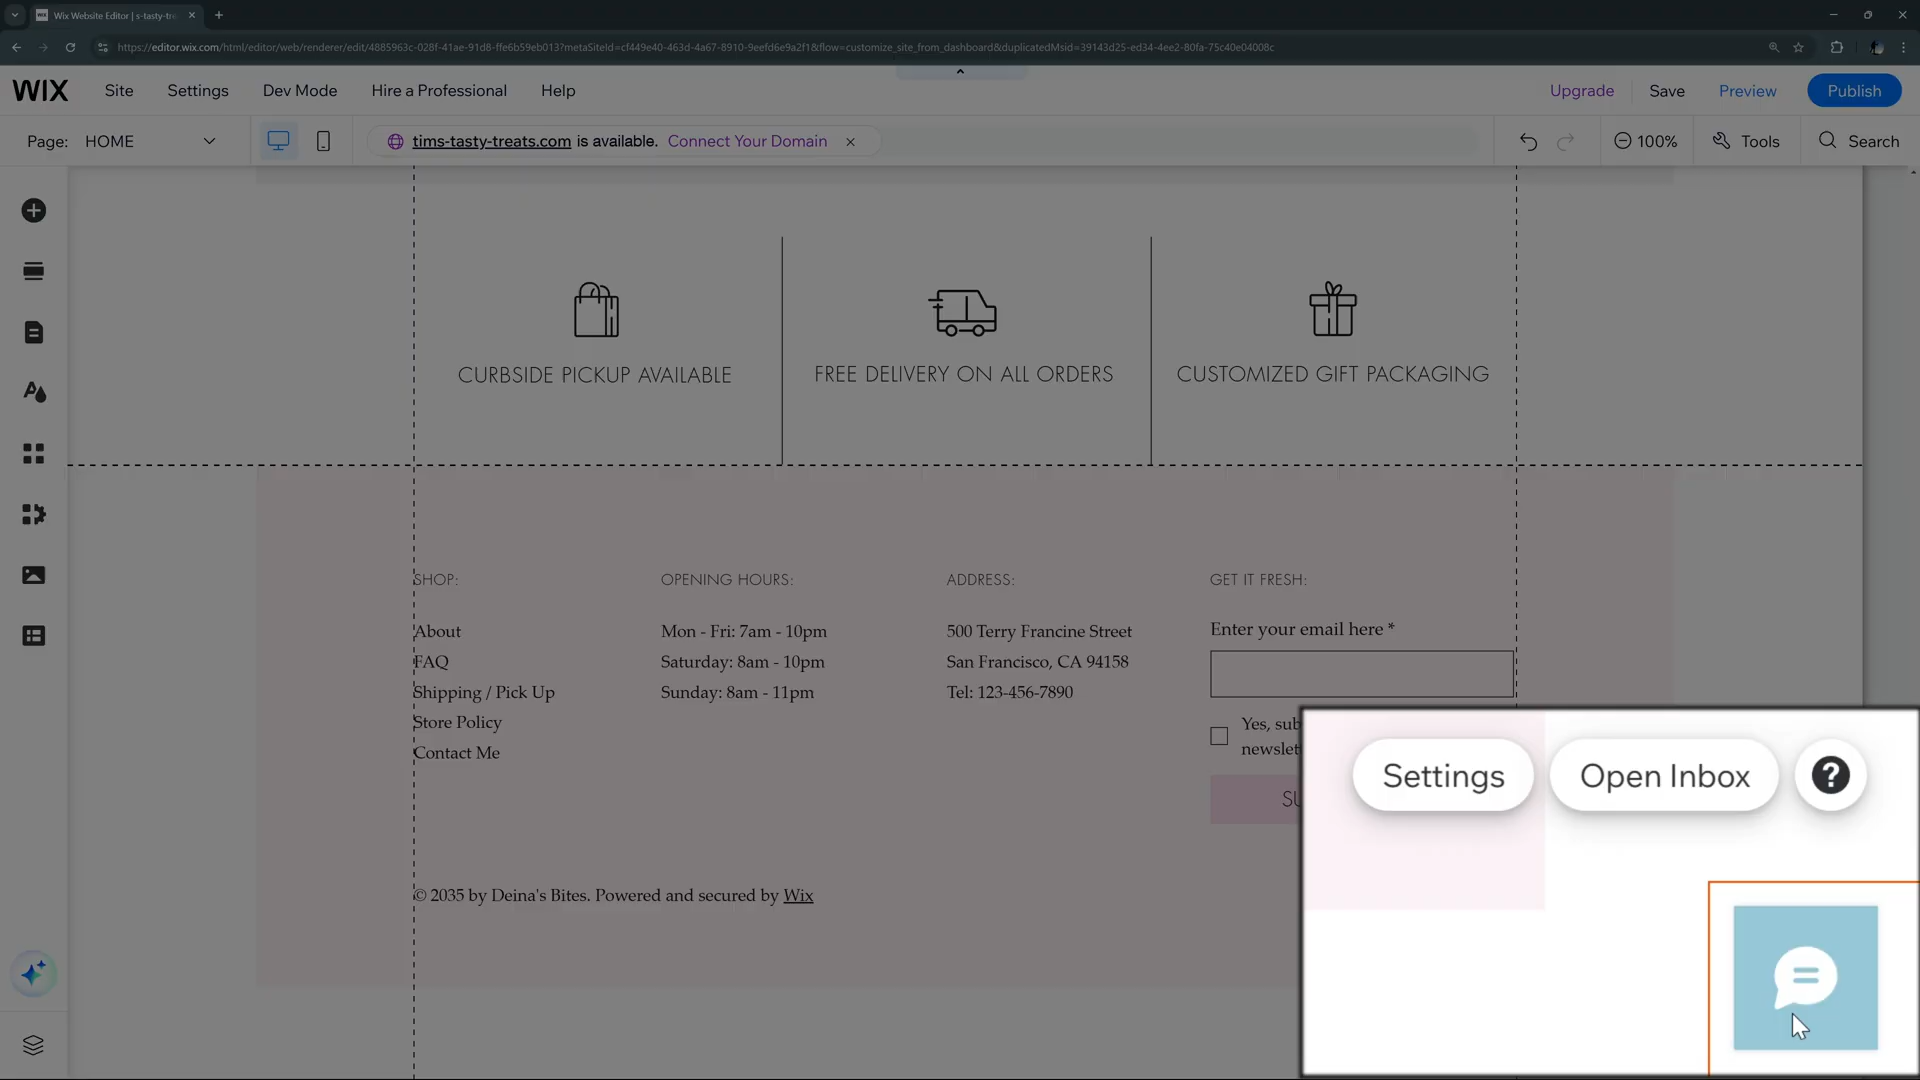 Wix Website Editor | s-tasty-tre
https://editor.wix.com/html/editor/web/renderer/edit/4885963c-028f-41ae-91d8-ffe6b59eb013?metaSiteId=cf449e40-463d-4a67-8910-9eefd6e9a2f1&flow=customize_site_from_dashboard&duplicatedMsid=39143d25-ed34-4ee2-80fa-75c40e04008c
WIX Site Settings Dev Mode Hire a Professional Help Upgrade Save Preview Publish
Page: HOME tims-tasty-treats.com is available. Connect Your Domain 100% Tools Search
CURBSIDE PICKUP AVAILABLE
FREE DELIVERY ON ALL ORDERS
CUSTOMIZED GIFT PACKAGING
SHOP:
About
FAQ
Shipping / Pick Up
Store Policy
Contact Me
OPENING HOURS:
Mon - Fri: 7am - 10pm
Saturday: 8am - 10pm
Sunday: 8am - 11pm
ADDRESS:
500 Terry Francine Street
San Francisco, CA 94158
Tel: 123-456-7890
GET IT FRESH:
Enter your email here *
Yes, sub
newslet
SU
Settings Open Inbox ?
© 2035 by Deina's Bites. Powered and secured by Wix